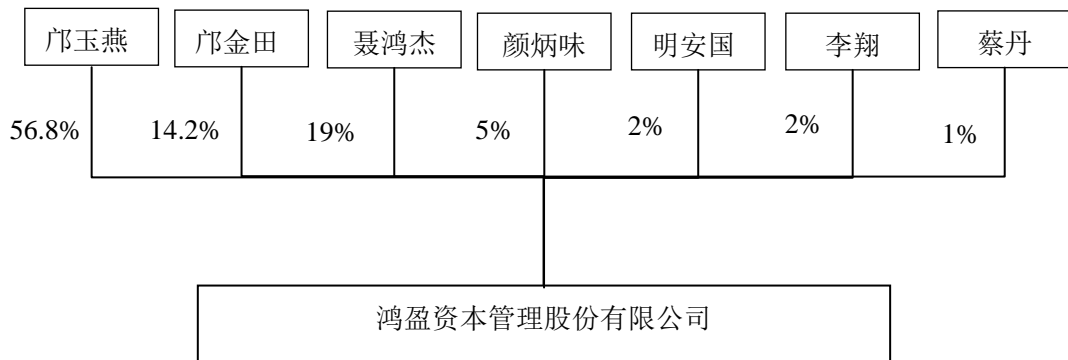 邝玉燕 邝金田 聂鸿杰 颜炳味 明安国 李翔 蔡丹
56.8% 14.2% 19% 5% 2% 2% 1%
鸿盈资本管理股份有限公司